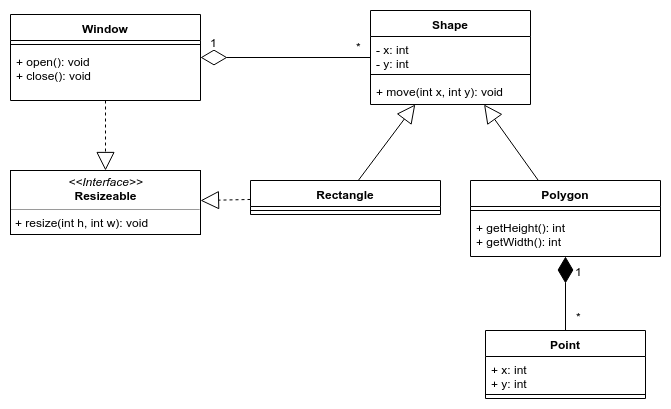 Window
+ open(): void
+ close(): void
1
*
Shape
- x: int
- y: int
+ move(int x, int y): void
<<Interface>>
Resizeable
+ resize(int h, int w): void
Rectangle
Polygon
+ getHeight(): int
+ getWidth(): int
1
*
Point
+ x: int
+ y: int